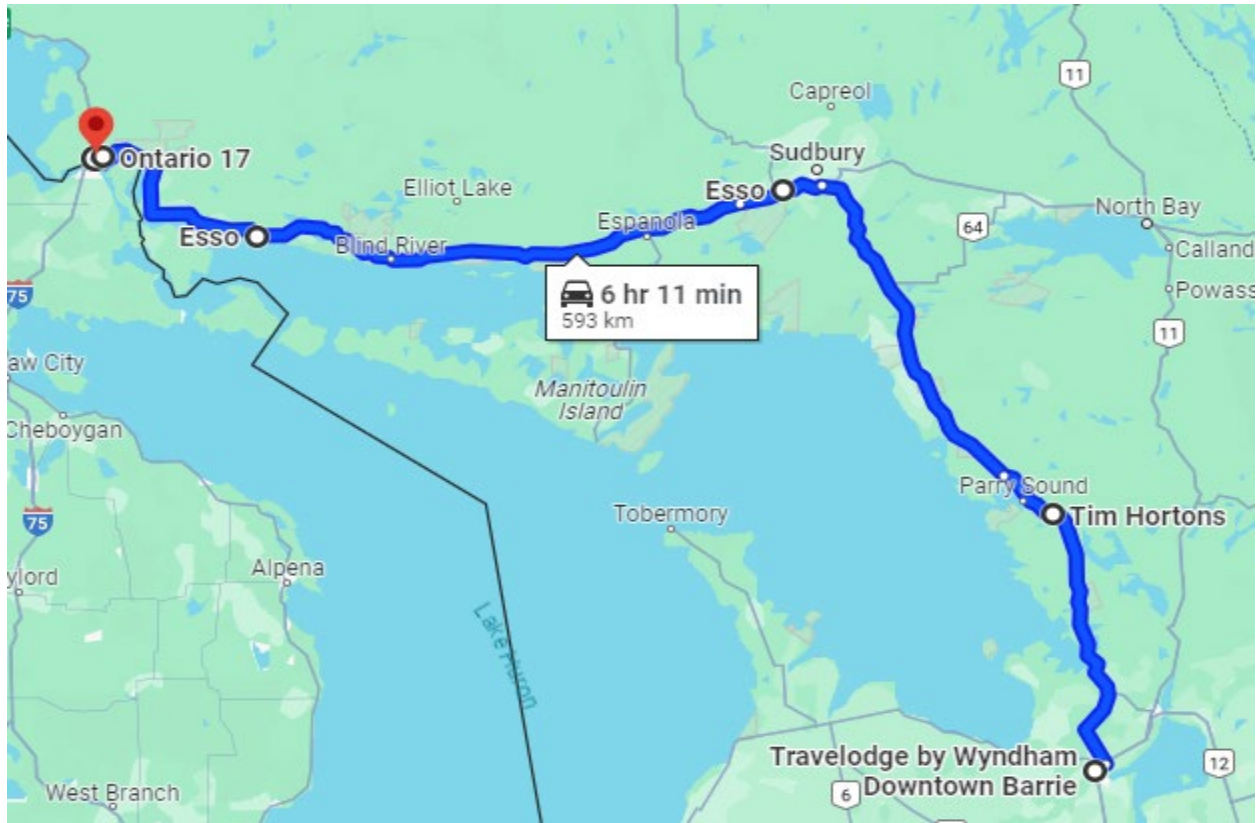 11
Capreol
Sudbury
Ontario 17
Elliot Lake
Esso
North Bay
Espanola
64
Calland
Esso
Blind River
75
6 hr 11 min
593 km
Powass
11
aw City
Manitoulin
Island
Cheboygan
Parry Sound
Tobermory
Tim Hortons
75
Alpena
ylord
Lake Huron
Travelodge by Wyndham
Downtown Barrie
12
West Branch
6